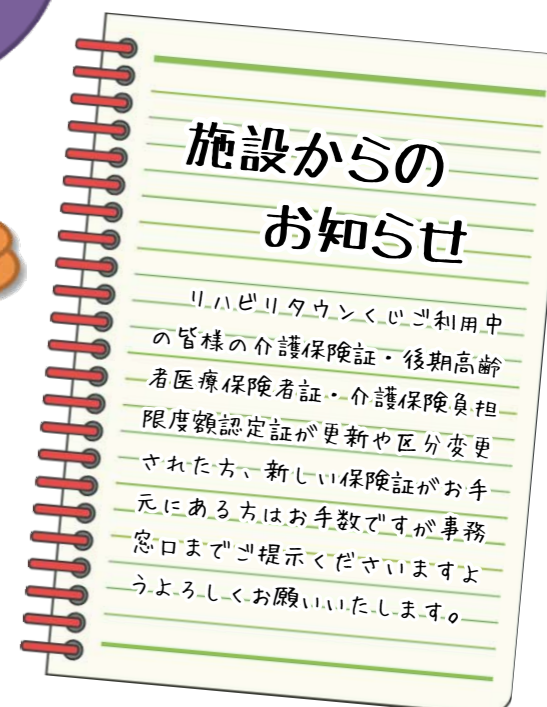 施設からの
お知らせ
リハビリタウンくじご利用中
の皆様の介護保険証・後期高齢
者医療保険者証・介護保険負担
限度額認定証が更新や区分変更
された方、新しい保険証がお手
元にある方はお手数ですが事務
窓口までご提示くださいますよ
うよろしくお願いいたします。